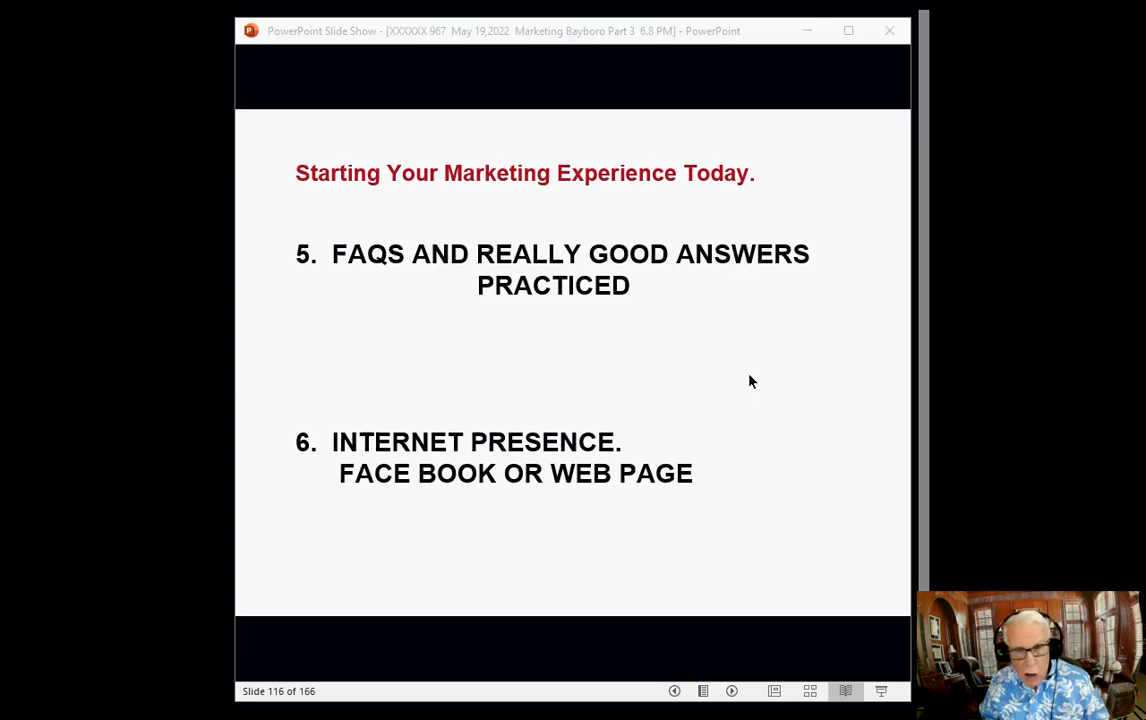 PowerPoint Slide Show - [XXXXXX 967 May 19,2022 Marketing Bayboro Part 3 6.8 PM] - PowerPoint
Starting Your Marketing Experience Today.
5. FAQS AND REALLY GOOD ANSWERS
PRACTICED
6. INTERNET PRESENCE.
FACE BOOK OR WEB PAGE
Slide 116 of 166